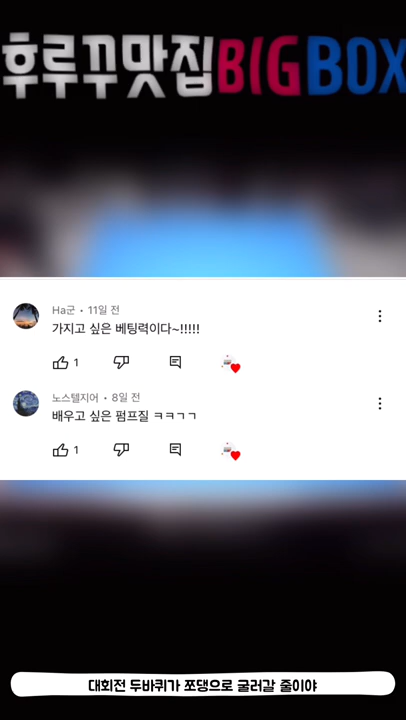 후루꾸맛집BIGBOX
Ha군 • 11일 전
가지고 싶은 베팅력이다~!!!!!
1
노스텔지어 • 8일 전
배우고 싶은 펌프질 ㅋㅋㄱㄱ
1
대회전 두바퀴가 쪼댕으로 굴러갈 줄이야